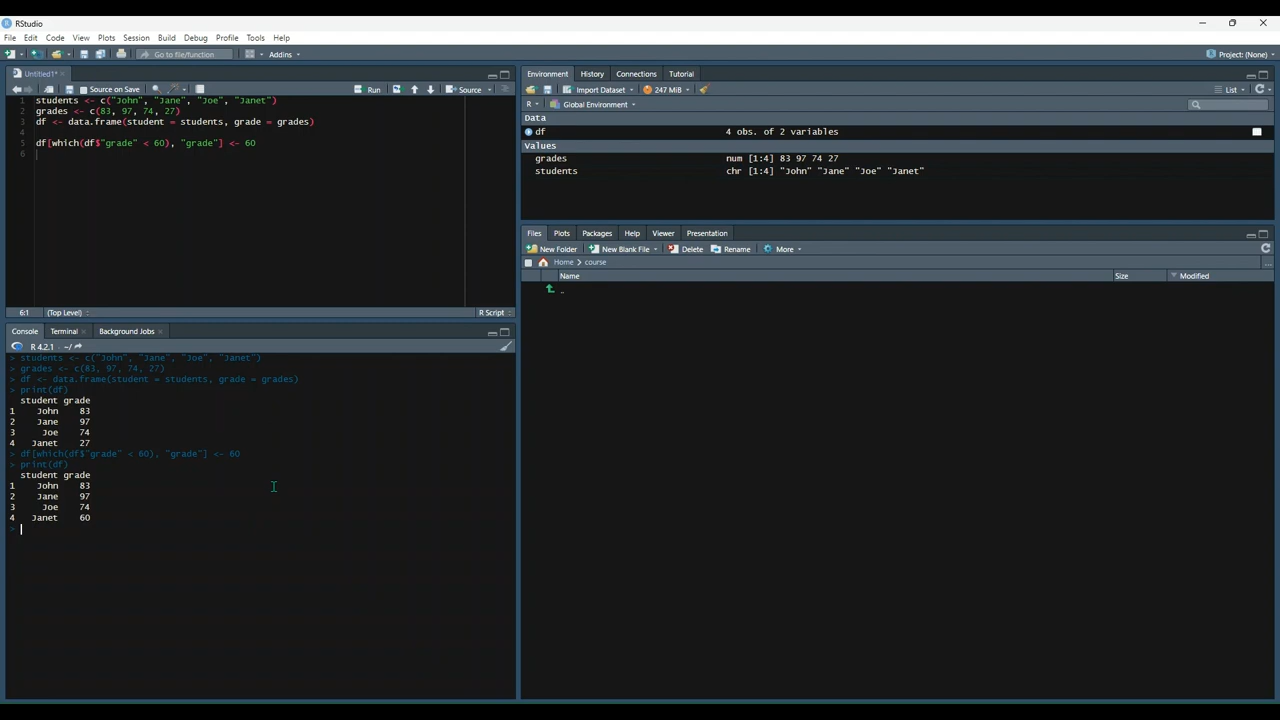 RStudio
File Edit Code View Plots Session Build Debug Profile Tools Help
Go to file/function Addins Project: (None)
Untitled1*
Source on Save Run Source
1 students <- c("John", "Jane", "Joe", "Janet")
2 grades <- c(83, 97, 74, 27)
3 df <- data.frame(student = students, grade = grades)
4
5 df[which(df$"grade" < 60), "grade"] <- 60
6
6:1 (Top Level) R Script
Console Terminal Background Jobs
R 4.2.1 · ~/
> students <- c("John", "Jane", "Joe", "Janet")
> grades <- c(83, 97, 74, 27)
> df <- data.frame(student = students, grade = grades)
> print(df)
student grade
1 John 83
2 Jane 97
3 Joe 74
4 Janet 27
> df[which(df$"grade" < 60), "grade"] <- 60
> print(df)
student grade
1 John 83
2 Jane 97
3 Joe 74
4 Janet 60
>
Environment History Connections Tutorial
Import Dataset 247 MiB List
R Global Environment
Data
df 4 obs. of 2 variables
Values
grades num [1:4] 83 97 74 27
students chr [1:4] "John" "Jane" "Joe" "Janet"
Files Plots Packages Help Viewer Presentation
New Folder New Blank File Delete Rename More
Home course ...
Name Size Modified
..